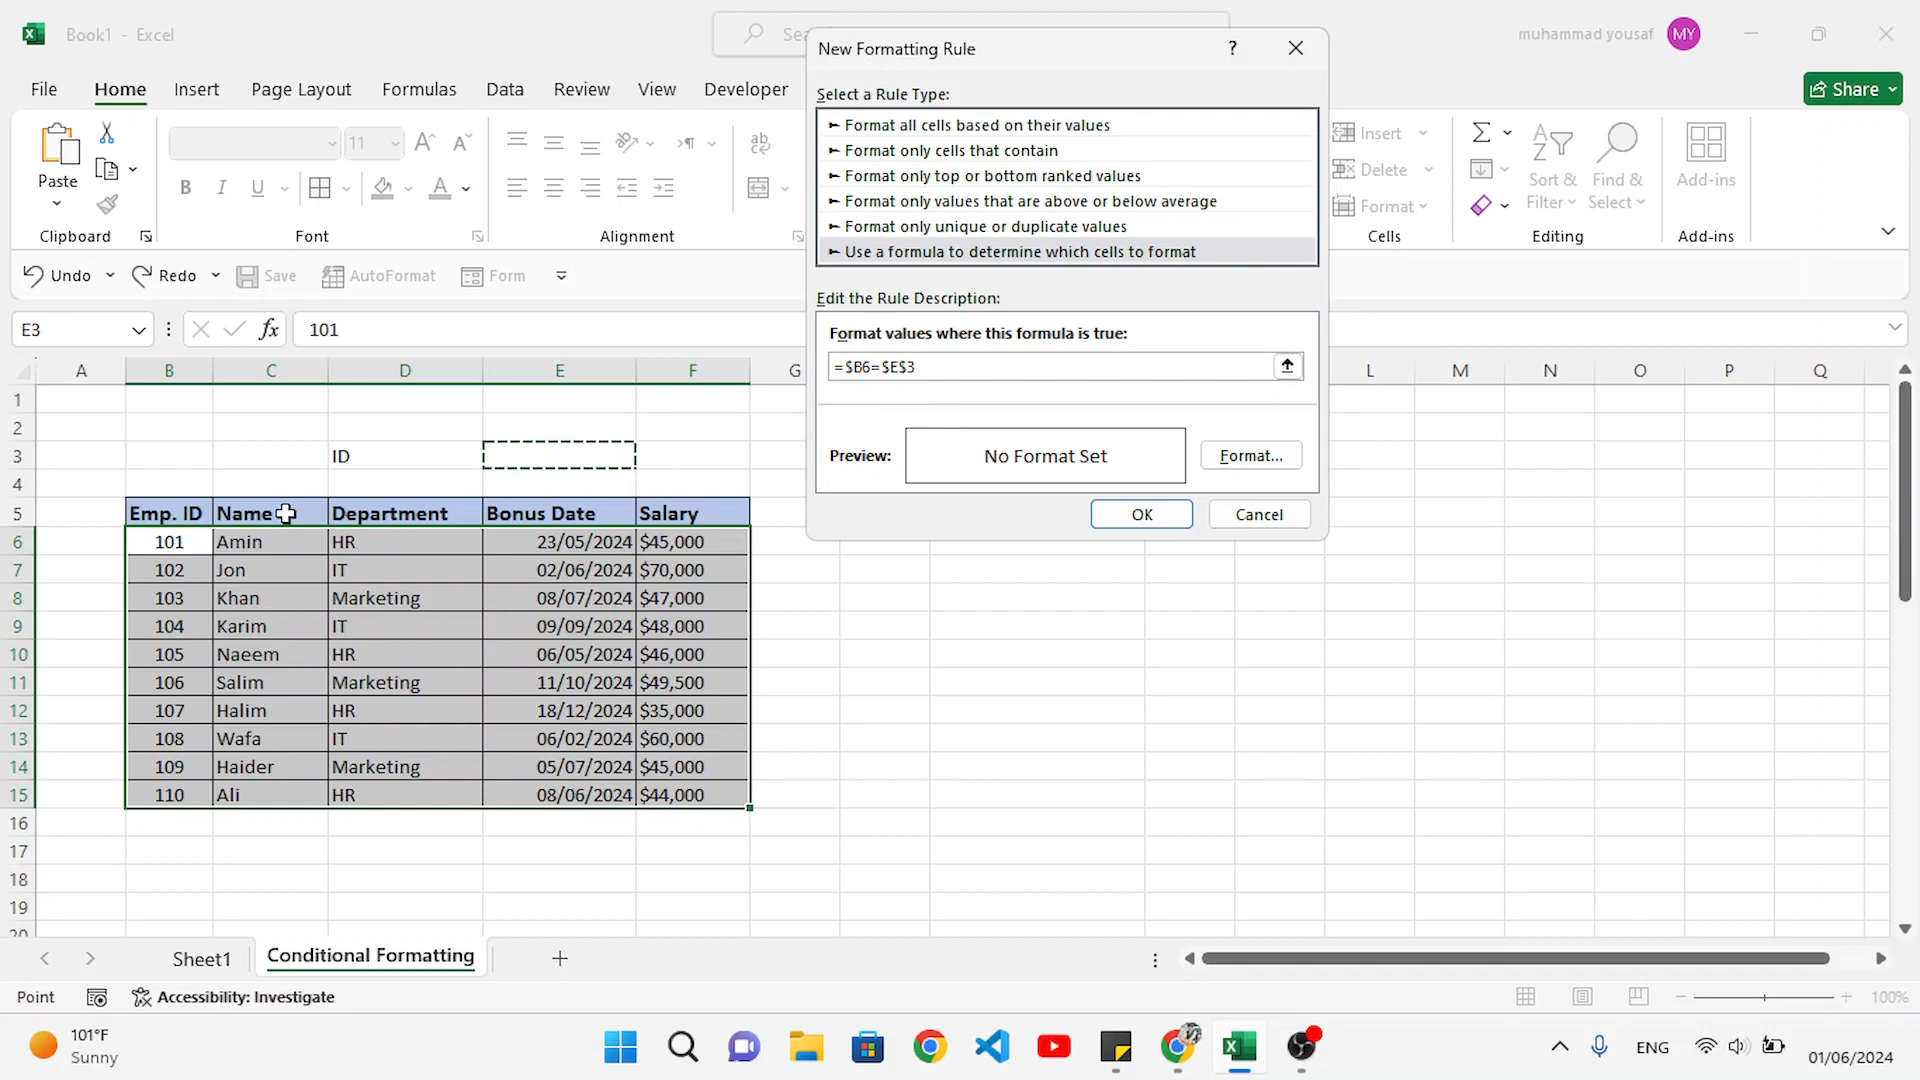 Book1 - Excel
Sea
muhammad yousaf
MY
File Home Insert Page Layout Formulas Data Review View Developer
Share
Paste
Clipboard
11
B I U
Font
ab
Alignment
Insert
Delete
Format
Cells
Sort & Filter
Find & Select
Editing
Add-ins
Add-ins
Undo Redo Save AutoFormat Form
E3
fx
101
New Formatting Rule
?
Select a Rule Type:
Format all cells based on their values
Format only cells that contain
Format only top or bottom ranked values
Format only values that are above or below average
Format only unique or duplicate values
Use a formula to determine which cells to format
Edit the Rule Description:
Format values where this formula is true:
=$B6=$E$3
Preview:
No Format Set
Format...
OK
Cancel
A B C D E F G L M N O P Q
1
2
3 ID
4
5 Emp. ID Name Department Bonus Date Salary
6 101 Amin HR 23/05/2024 $45,000
7 102 Jon IT 02/06/2024 $70,000
8 103 Khan Marketing 08/07/2024 $47,000
9 104 Karim IT 09/09/2024 $48,000
10 105 Naeem HR 06/05/2024 $46,000
11 106 Salim Marketing 11/10/2024 $49,500
12 107 Halim HR 18/12/2024 $35,000
13 108 Wafa IT 06/02/2024 $60,000
14 109 Haider Marketing 05/07/2024 $45,000
15 110 Ali HR 08/06/2024 $44,000
16
17
18
19
20
Sheet1 Conditional Formatting
Point
Accessibility: Investigate
100%
101°F
Sunny
ENG
01/06/2024